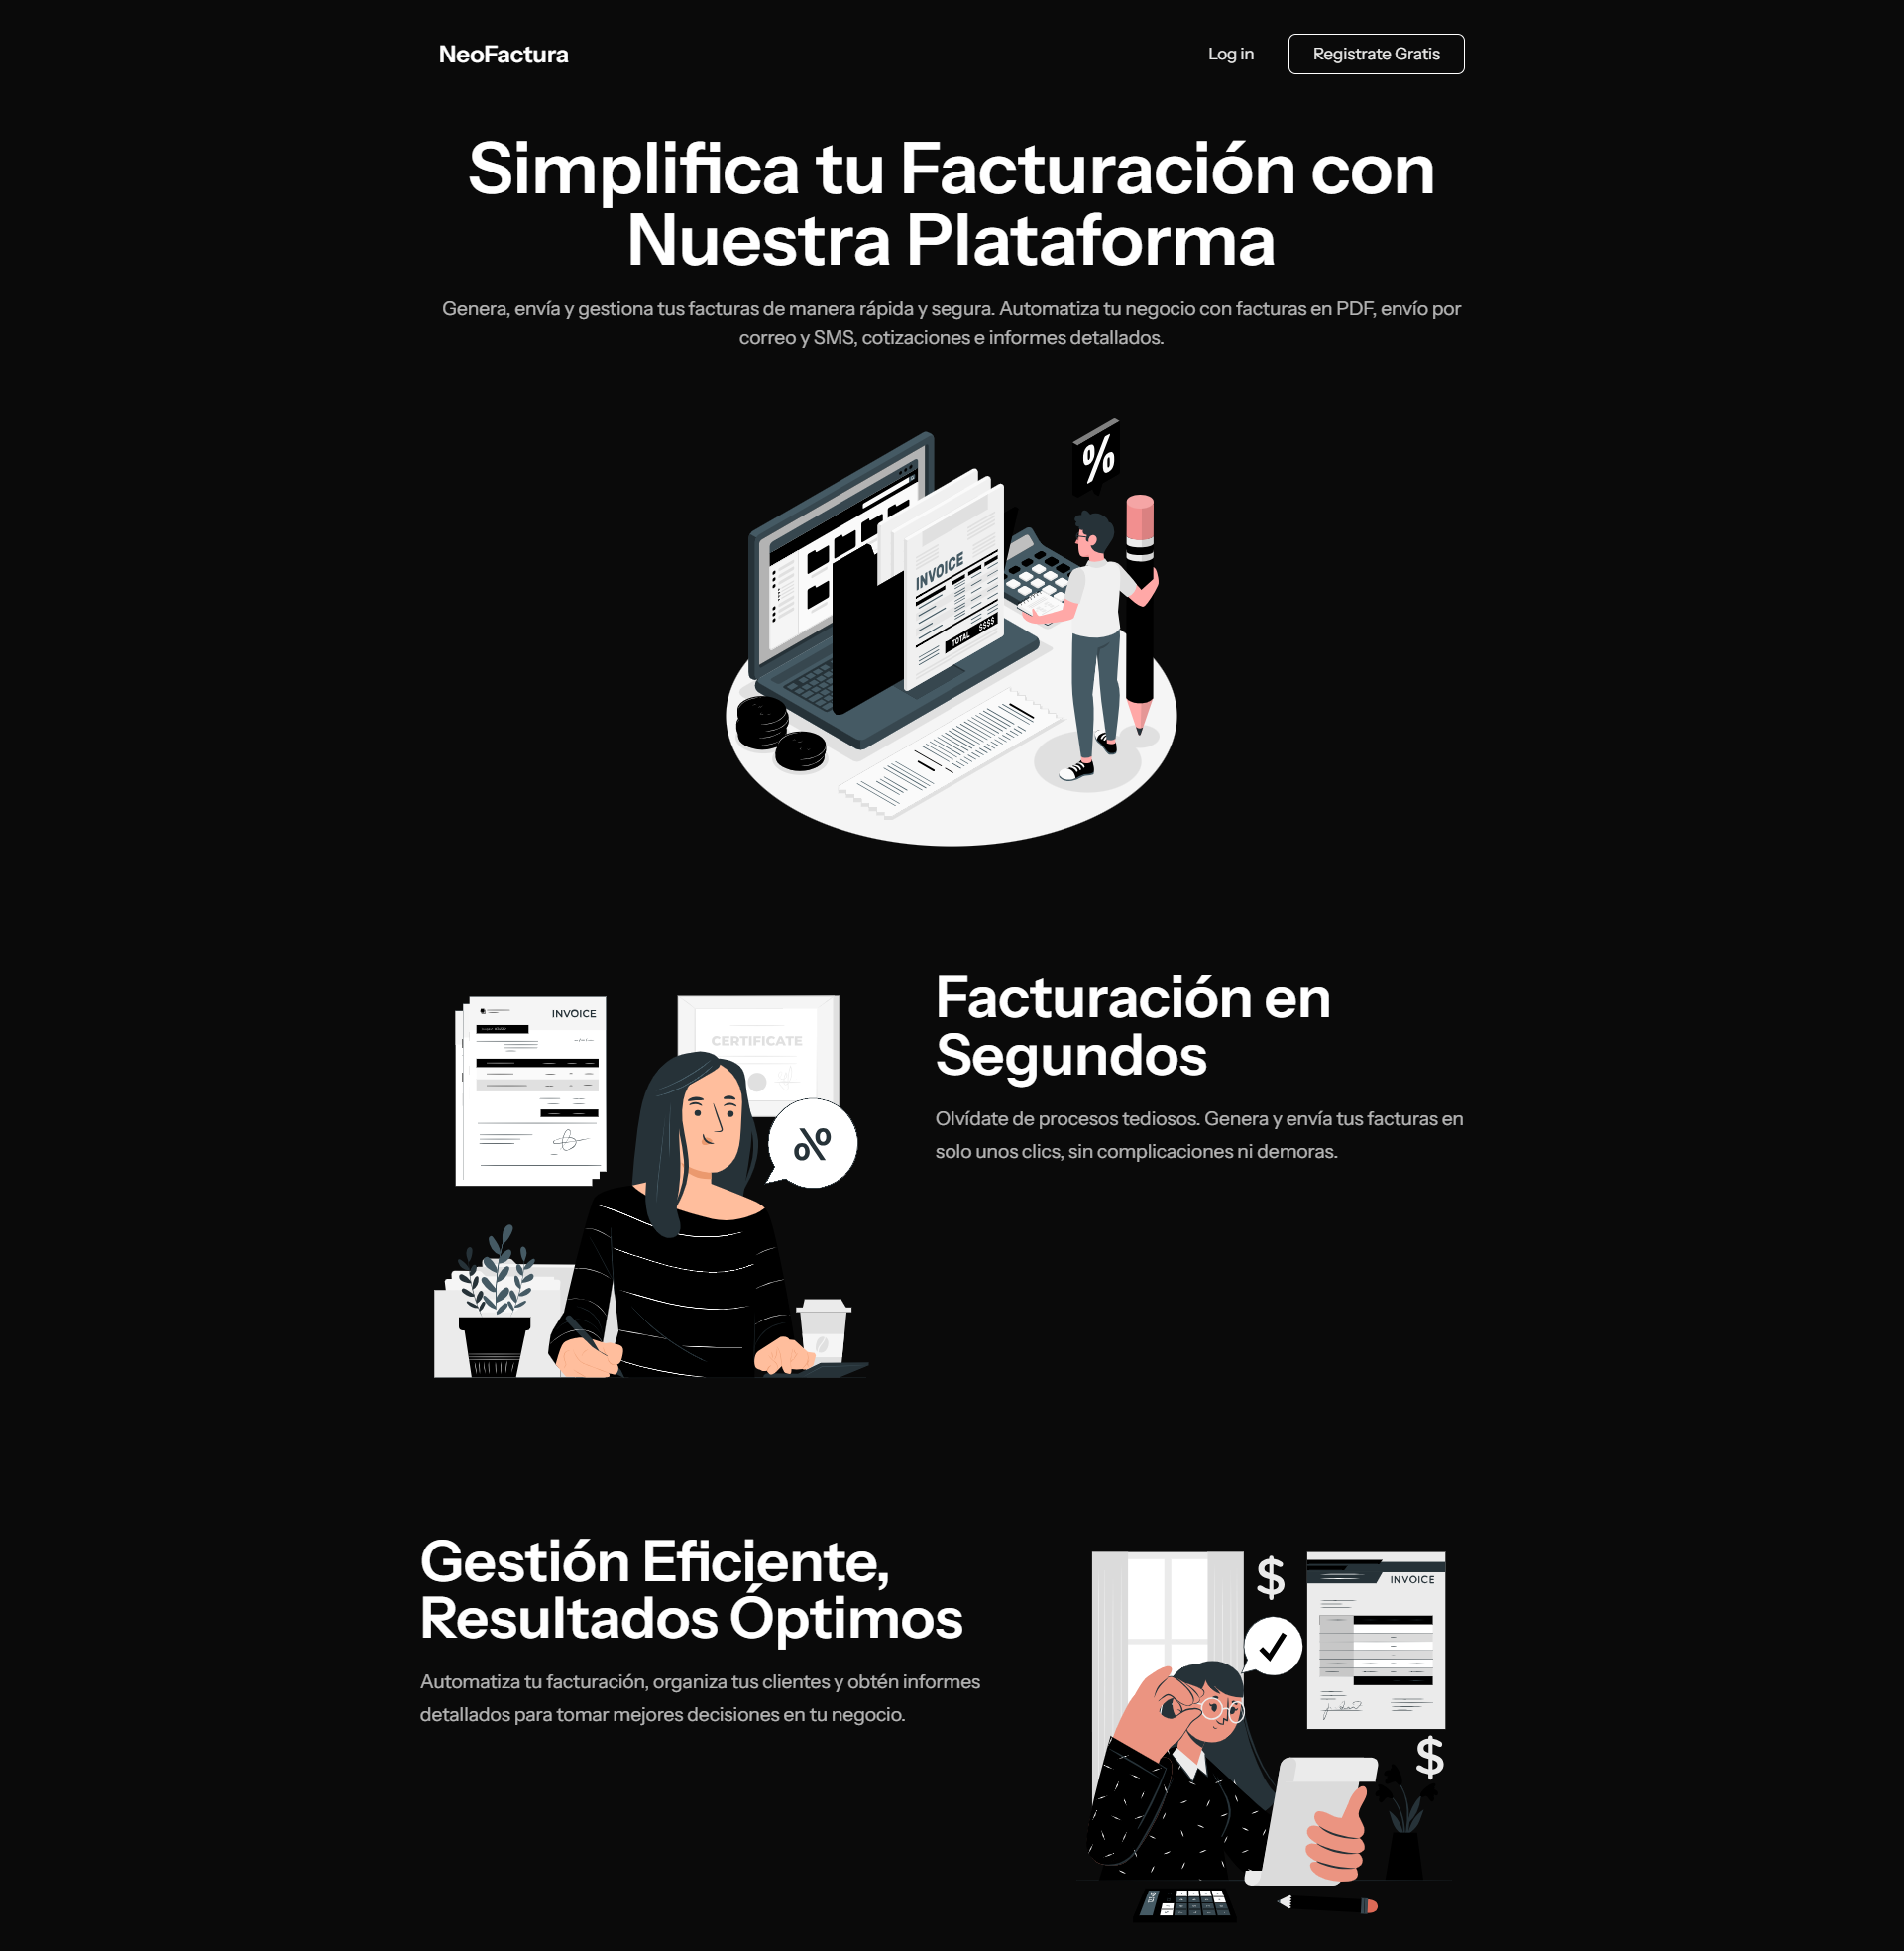 NeoFactura
Log in
Registrate Gratis
Simplifica tu Facturación con
Nuestra Plataforma
Genera, envía y gestiona tus facturas de manera rápida y segura. Automatiza tu negocio con facturas en PDF, envío por
correo y SMS, cotizaciones e informes detallados.
%
INVOICE
TOTAL $$$$
INVOICE
CERTIFICATE
%
Facturación en
Segundos
Olvídate de procesos tediosos. Genera y envía tus facturas en
solo unos clics, sin complicaciones ni demoras.
Gestión Eficiente,
Resultados Óptimos
Automatiza tu facturación, organiza tus clientes y obtén informes
detallados para tomar mejores decisiones en tu negocio.
$
INVOICE
$